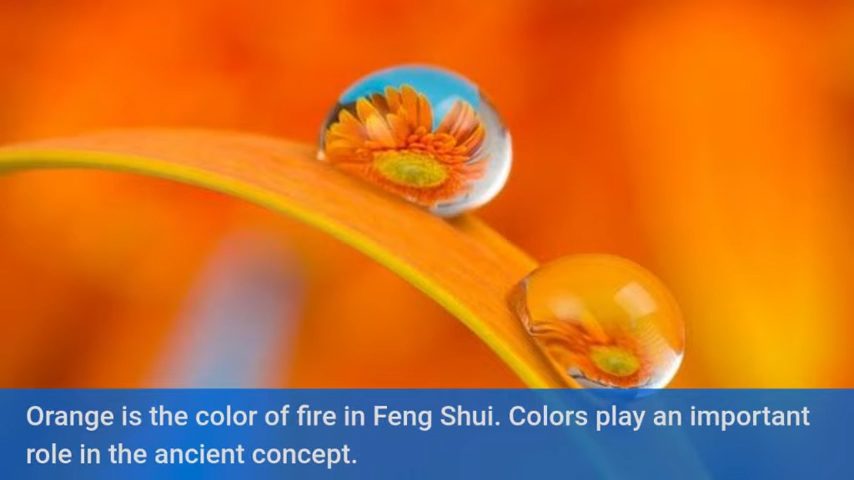 Orange is the color of fire in Feng Shui. Colors play an important
role in the ancient concept.